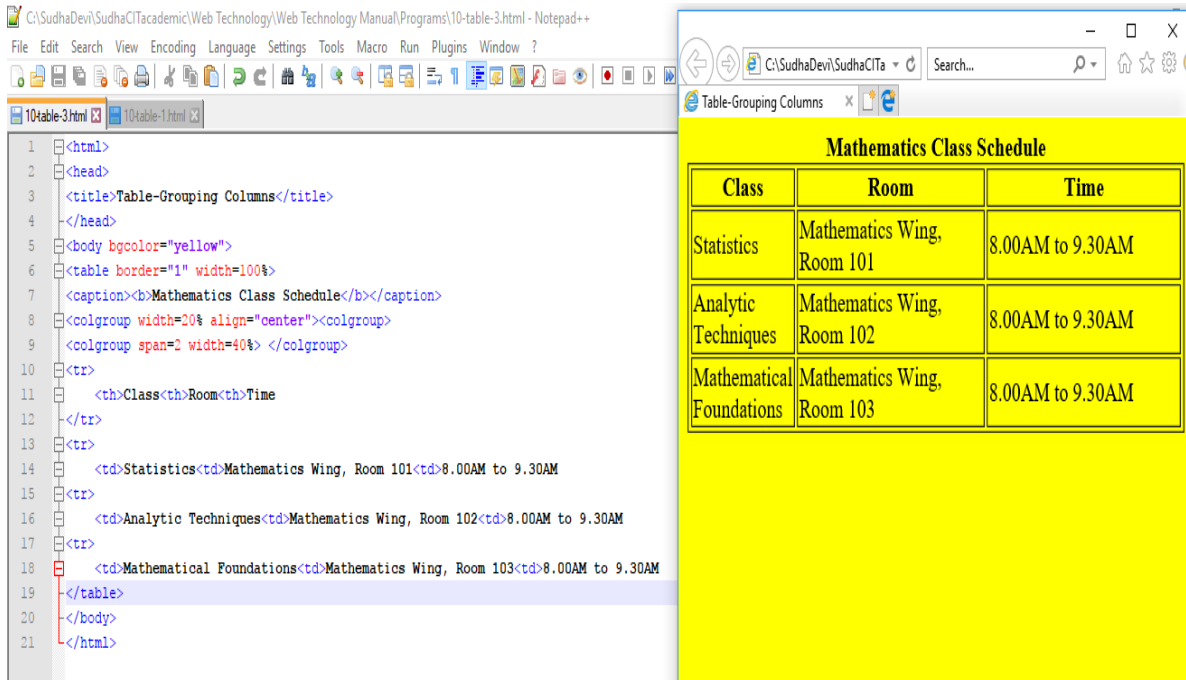 C:\SudhaDevi\SudhaCITacademic\Web Technology\Web Technology Manual\Programs\10-table-3.html - Notepad++
File Edit Search View Encoding Language Settings Tools Macro Run Plugins Window ?
10-table-3.html 10-table-1.html
1 <html>
2 <head>
3 <title>Table-Grouping Columns</title>
4 </head>
5 <body bgcolor="yellow">
6 <table border="1" width=100%>
7 <caption><b>Mathematics Class Schedule</b></caption>
8 <colgroup width=20% align="center"><colgroup>
9 <colgroup span=2 width=40%> </colgroup>
10 <tr>
11 <th>Class<th>Room<th>Time
12 </tr>
13 <tr>
14 <td>Statistics<td>Mathematics Wing, Room 101<td>8.00AM to 9.30AM
15 <tr>
16 <td>Analytic Techniques<td>Mathematics Wing, Room 102<td>8.00AM to 9.30AM
17 <tr>
18 <td>Mathematical Foundations<td>Mathematics Wing, Room 103<td>8.00AM to 9.30AM
19 </table>
20 </body>
21 </html>
C:\SudhaDevi\SudhaCITa Search...
Table-Grouping Columns
Mathematics Class Schedule
Class Room Time
Statistics Mathematics Wing, 8.00AM to 9.30AM
Room 101
Analytic Mathematics Wing, 8.00AM to 9.30AM
Techniques Room 102
Mathematical Mathematics Wing, 8.00AM to 9.30AM
Foundations Room 103